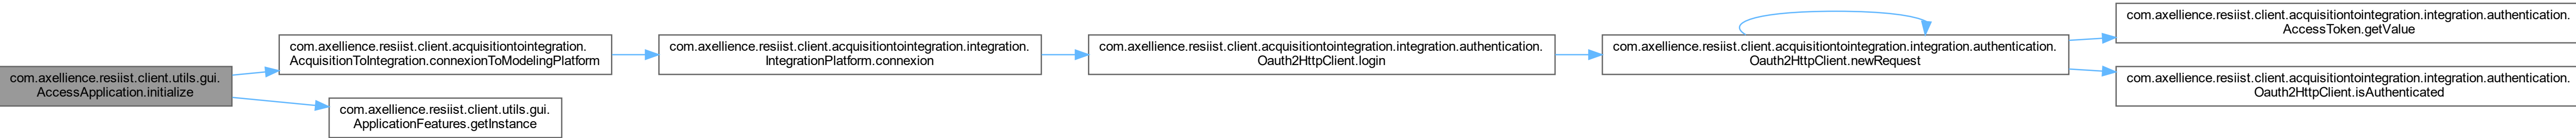 com.axellience.resiist.client.utils.gui.
AccessApplication.initialize
com.axellience.resiist.client.acquisitiontointegration.
AcquisitionToIntegration.connexionToModelingPlatform
com.axellience.resiist.client.utils.gui.
ApplicationFeatures.getInstance
com.axellience.resiist.client.acquisitiontointegration.integration.
IntegrationPlatform.connexion
com.axellience.resiist.client.acquisitiontointegration.integration.authentication.
Oauth2HttpClient.login
com.axellience.resiist.client.acquisitiontointegration.integration.authentication.
Oauth2HttpClient.newRequest
com.axellience.resiist.client.acquisitiontointegration.integration.authentication.
AccessToken.getValue
com.axellience.resiist.client.acquisitiontointegration.integration.authentication.
Oauth2HttpClient.isAuthenticated